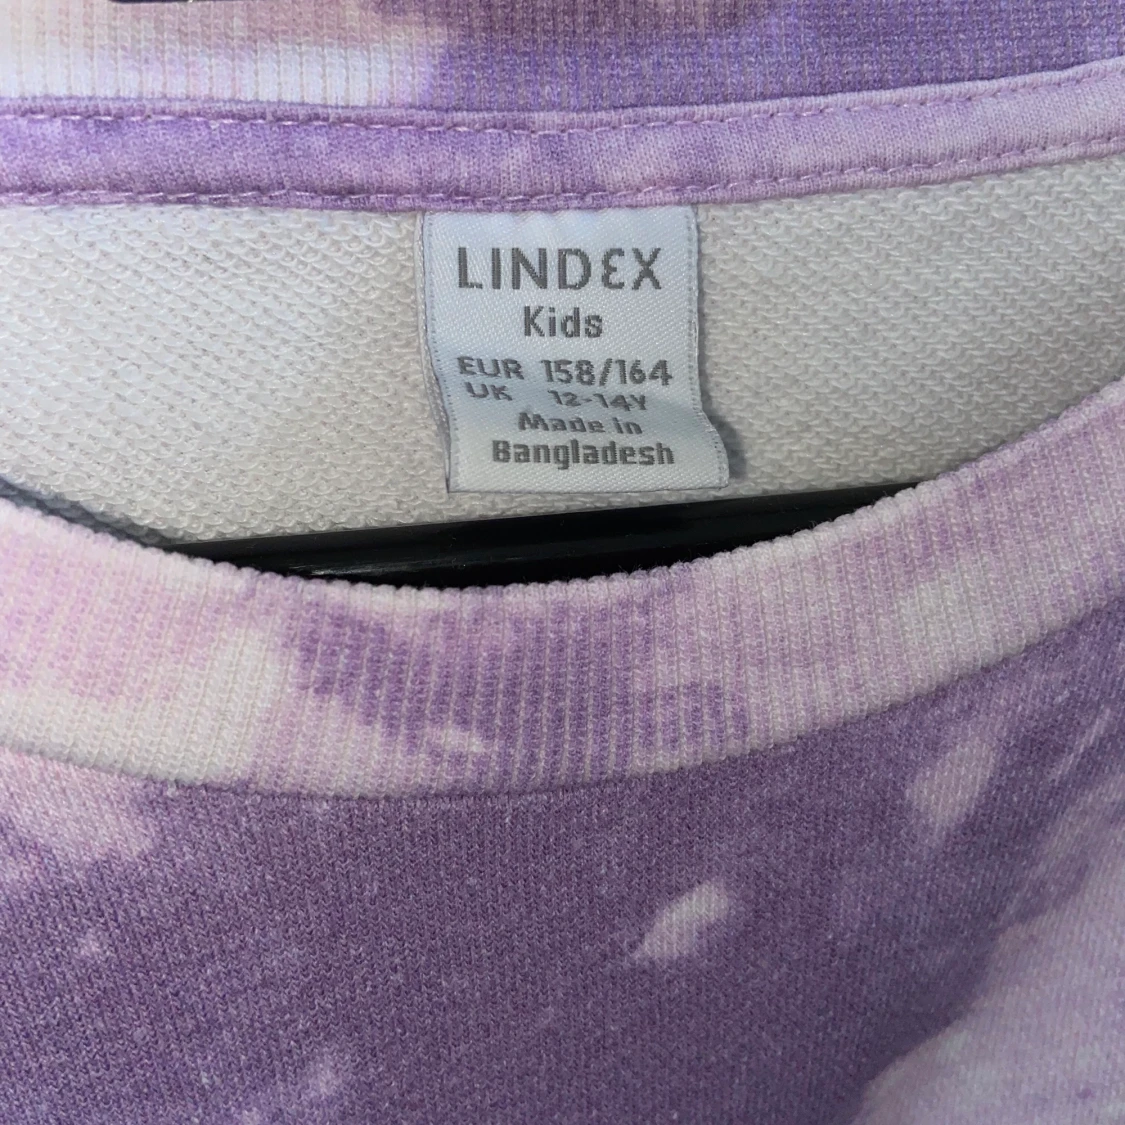 LINDEX
Kids
EUR 158/164
UK 12-14Y
Made in
Bangladesh